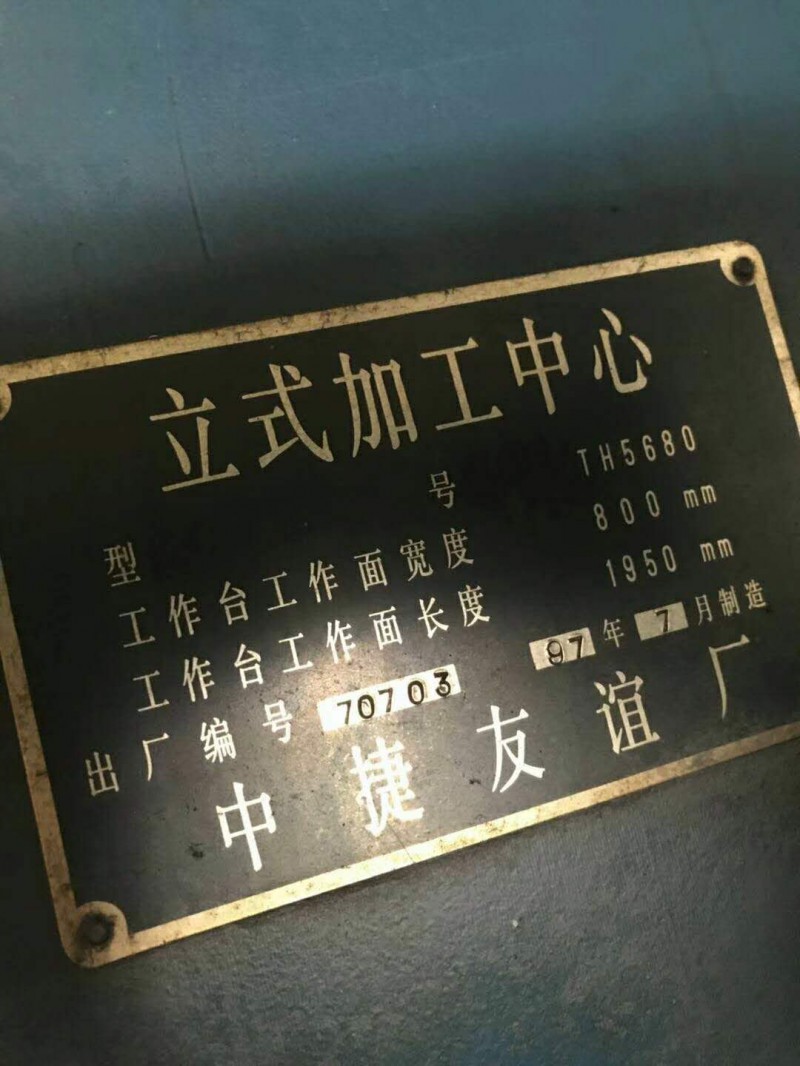 立式加工中心
型号 TH5680
工作台工作面宽度 800 mm
工作台工作面长度 1950 mm
出厂编号 70703 97年7月制造
中捷友谊厂